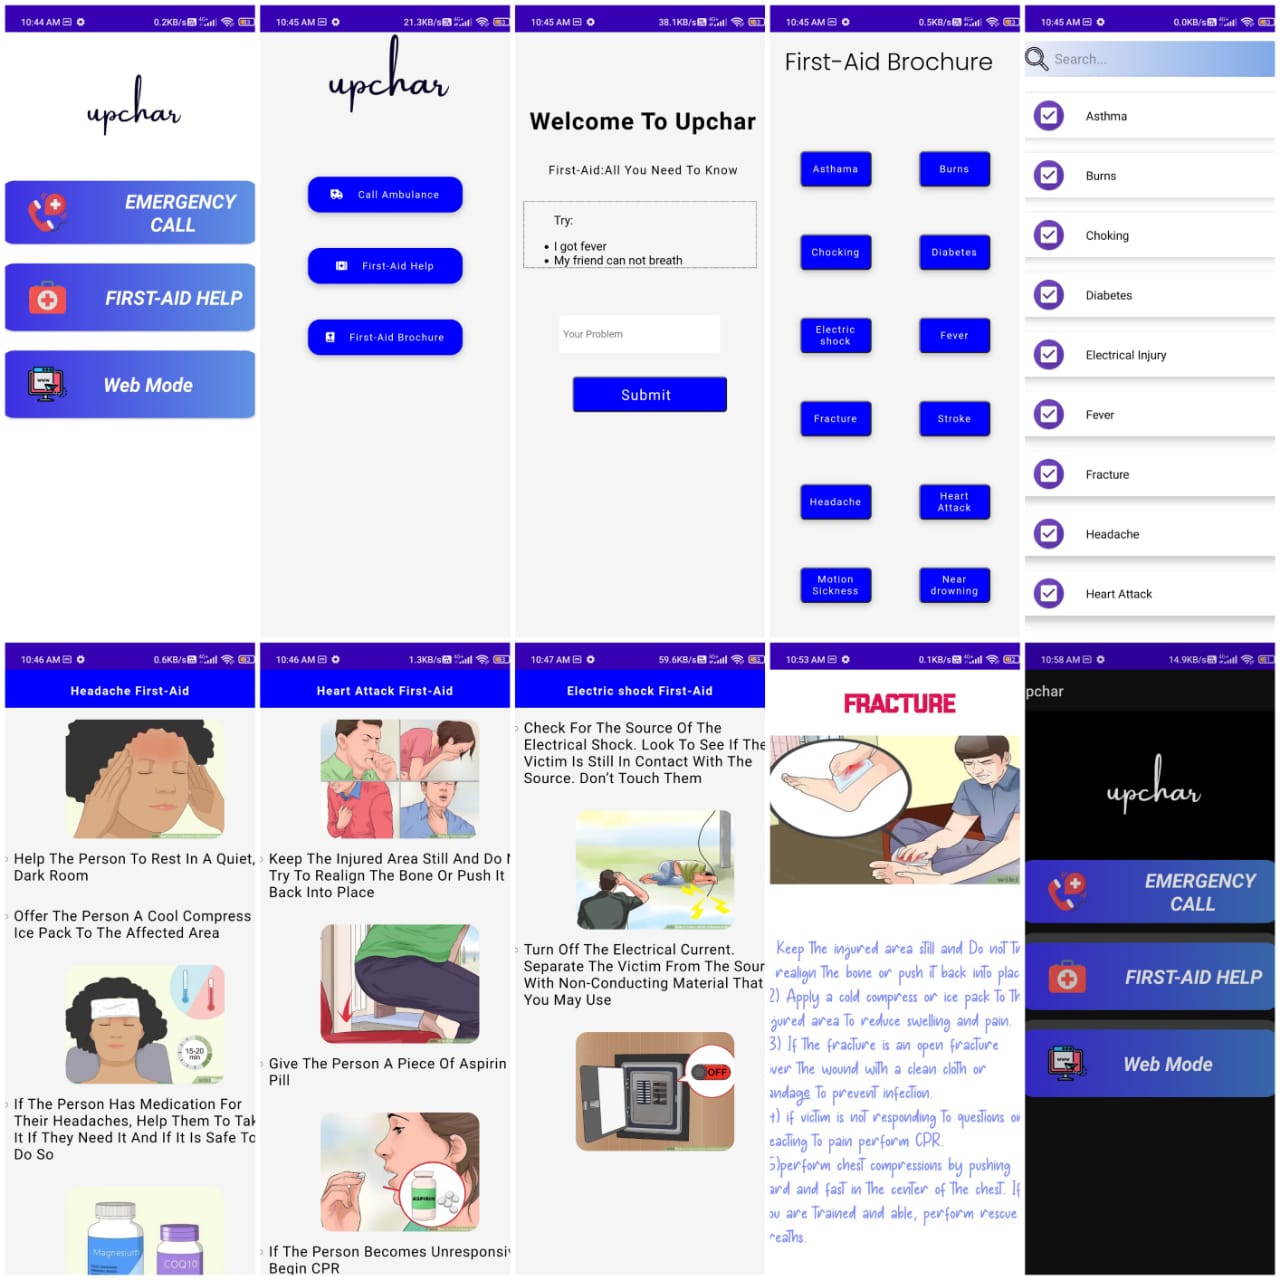 10:44 AM 0.2KB/s 4G+
upchar
EMERGENCY
CALL
FIRST-AID HELP
Web Mode
10:45 AM 21.3KB/s 4G+
upchar
Call Ambulance
First-Aid Help
First-Aid Brochure
10:45 AM 38.1KB/s 4G+
Welcome To Upchar
First-Aid:All You Need To Know
Try:
• I got fever
• My friend can not breath
Your Problem
Submit
10:45 AM 0.5KB/s 4G+
First-Aid Brochure
Asthama Burns
Chocking Diabetes
Electric
shock
Fever
Fracture Stroke
Headache
Heart
Attack
Motion
Sickness
Near
drowning
10:45 AM 0.0KB/s 4G+
Search...
Asthma
Burns
Choking
Diabetes
Electrical Injury
Fever
Fracture
Headache
Heart Attack
10:46 AM 0.6KB/s 4G+
Headache First-Aid
Help The Person To Rest In A Quiet,
Dark Room
Offer The Person A Cool Compress
Ice Pack To The Affected Area
15-20
min
If The Person Has Medication For
Their Headaches, Help Them To Tak
It If They Need It And If It Is Safe To
Do So
Magnesium
COQ10
10:46 AM 1.3KB/s 4G+
Heart Attack First-Aid
Keep The Injured Area Still And Do N
Try To Realign The Bone Or Push It
Back Into Place
Give The Person A Piece Of Aspirin
Pill
ASPIRIN
If The Person Becomes Unresponsiv
Begin CPR
10:47 AM 59.6KB/s 4G+
Electric shock First-Aid
Check For The Source Of The
Electrical Shock. Look To See If The
Victim Is Still In Contact With The
Source. Don't Touch Them
Turn Off The Electrical Current.
Separate The Victim From The Sour
With Non-Conducting Material That
You May Use
OFF
10:53 AM 0.1KB/s 4G+
FRACTURE
wiki
Keep the injured area still and Do not tr
realign the bone or push it back into plac
2) Apply a cold compress or ice pack to th
jured area to reduce swelling and pain.
3) If the fracture is an open fracture
ver the wound with a clean cloth or
andage to prevent infection.
4) if victim is not responding to questions or
eacting to pain perform CPR.
5)perform chest compressions by pushing
ard and fast in the center of the chest. If
ou are trained and able, perform rescue
reaths.
10:58 AM 14.9KB/s 4G+
pchar
upchar
EMERGENCY
CALL
FIRST-AID HELP
Web Mode